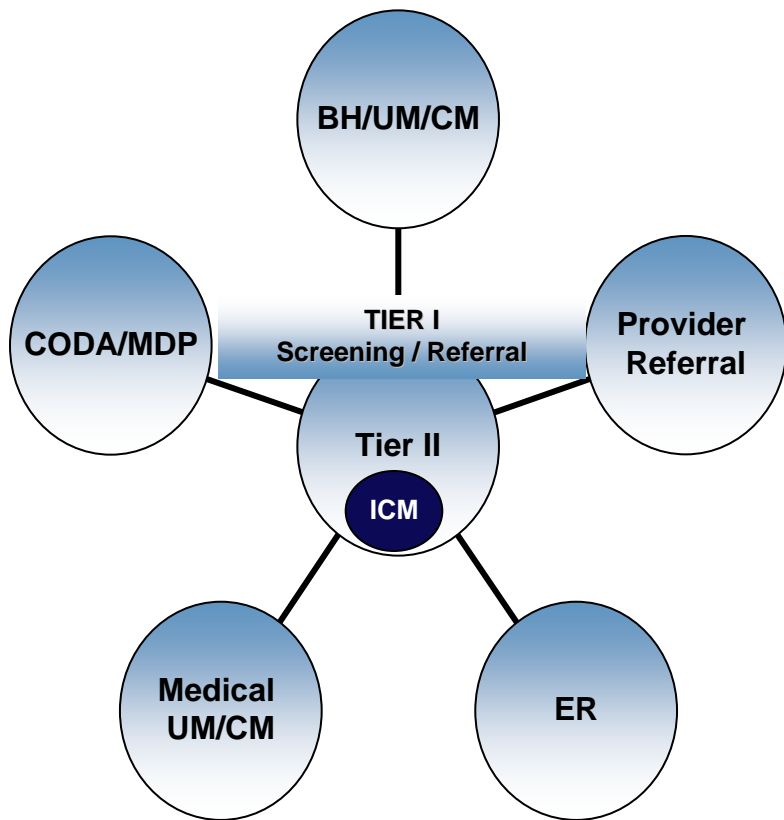 BH/UM/CM
TIER I
Screening / Referral
CODA/MDP
Provider
Referral
Tier II
ICM
Medical
UM/CM
ER